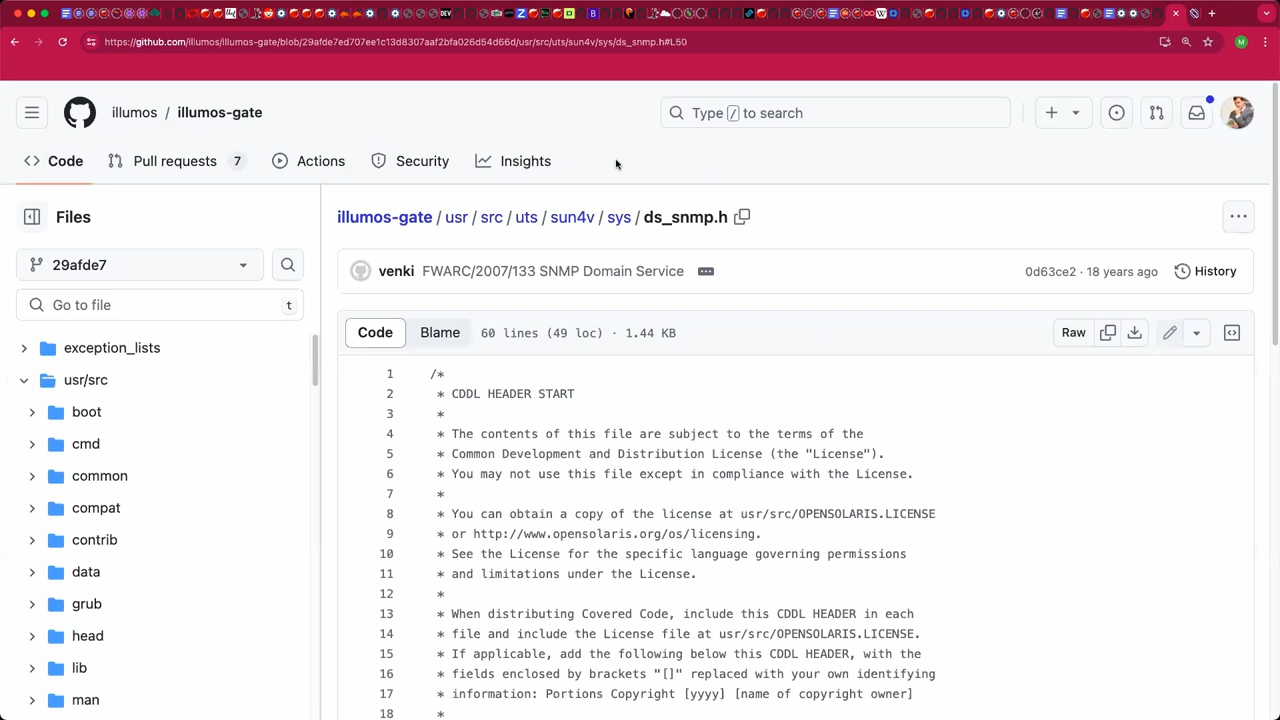 https://github.com/illumos/illumos-gate/blob/29afde7ed707ee1c13d8307aaf2bfa026d54d66d/usr/src/uts/sun4v/sys/ds_snmp.h#L50
illumos / illumos-gate
Type / to search
Code
Pull requests 7
Actions
Security
Insights
Files
29afde7
Go to file
t
exception_lists
usr/src
boot
cmd
common
compat
contrib
data
grub
head
lib
man
illumos-gate / usr / src / uts / sun4v / sys / ds_snmp.h
venki FWARC/2007/133 SNMP Domain Service
0d63ce2 · 18 years ago
History
Code
Blame
60 lines (49 loc) · 1.44 KB
Raw
1 /*
2 * CDDL HEADER START
3 *
4 * The contents of this file are subject to the terms of the
5 * Common Development and Distribution License (the "License").
6 * You may not use this file except in compliance with the License.
7 *
8 * You can obtain a copy of the license at usr/src/OPENSOLARIS.LICENSE
9 * or http://www.opensolaris.org/os/licensing.
10 * See the License for the specific language governing permissions
11 * and limitations under the License.
12 *
13 * When distributing Covered Code, include this CDDL HEADER in each
14 * file and include the License file at usr/src/OPENSOLARIS.LICENSE.
15 * If applicable, add the following below this CDDL HEADER, with the
16 * fields enclosed by brackets "[]" replaced with your own identifying
17 * information: Portions Copyright [yyyy] [name of copyright owner]
18 *